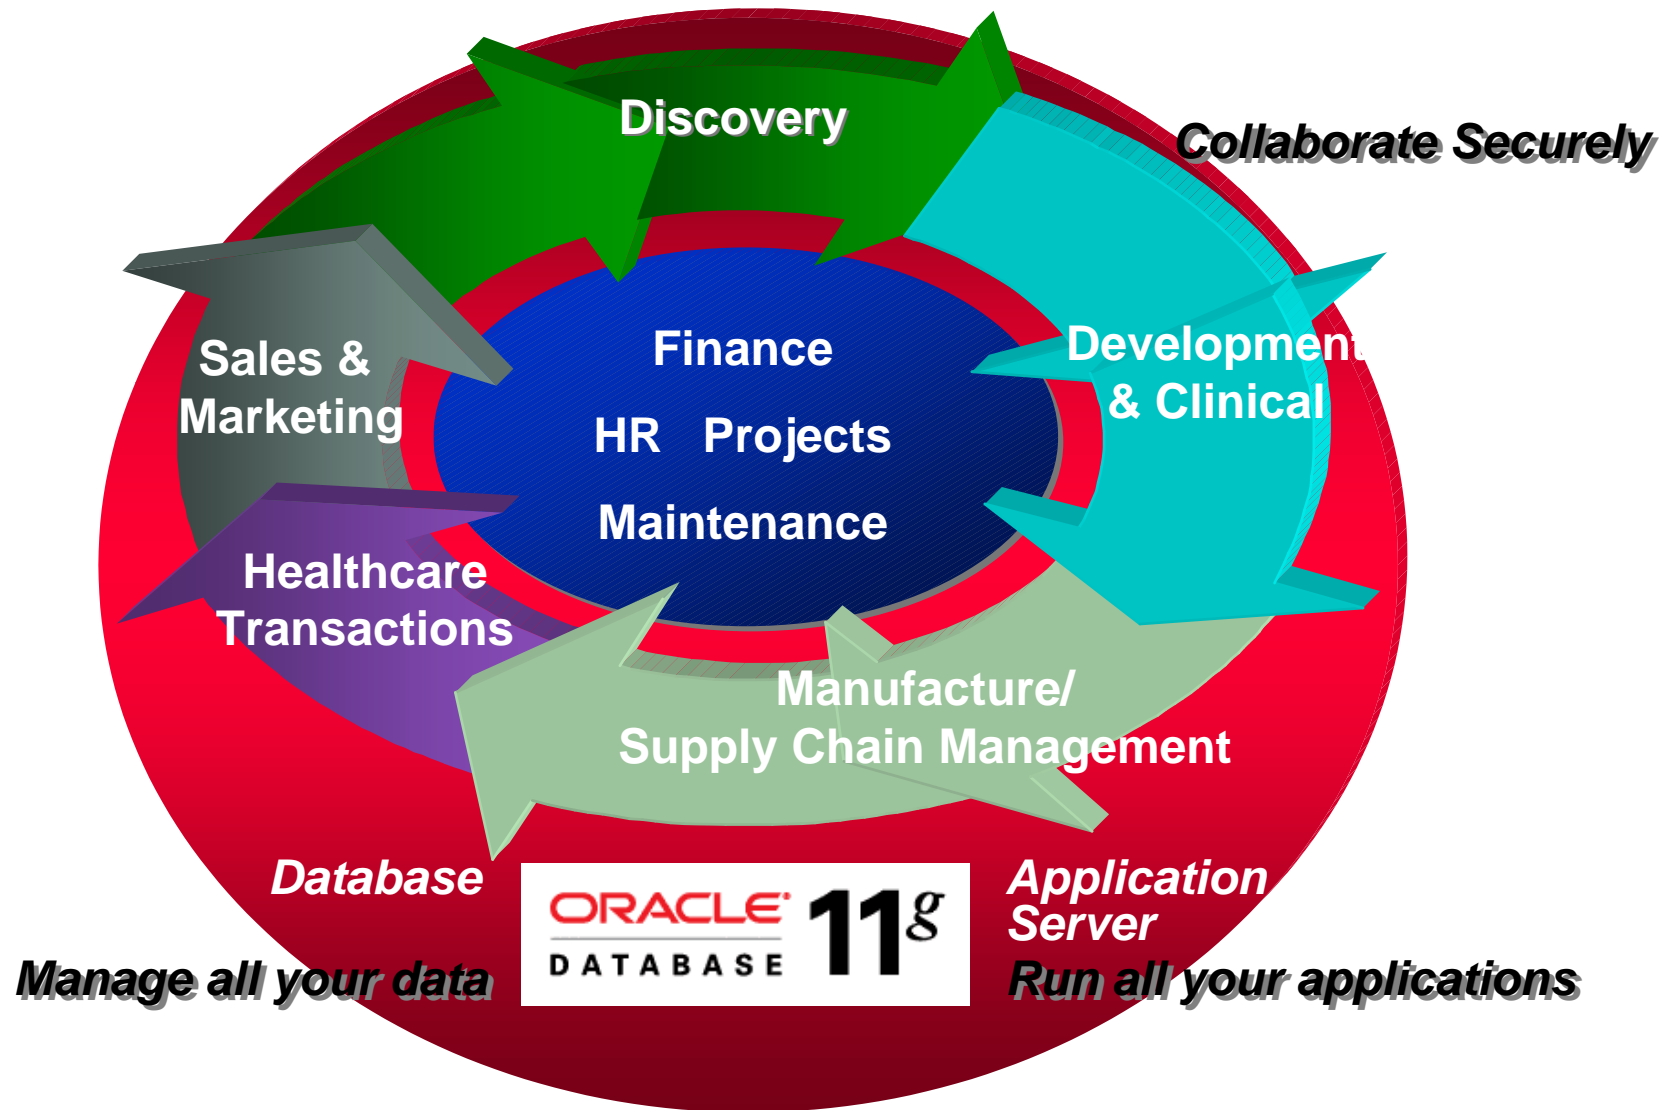 Discovery
Collaborate Securely
Development
& Clinical
Sales &
Marketing
Finance
HR Projects
Maintenance
Healthcare
Transactions
Manufacture/
Supply Chain Management
Database
Application
Server
ORACLE® 11g
DATABASE
Manage all your data
Run all your applications